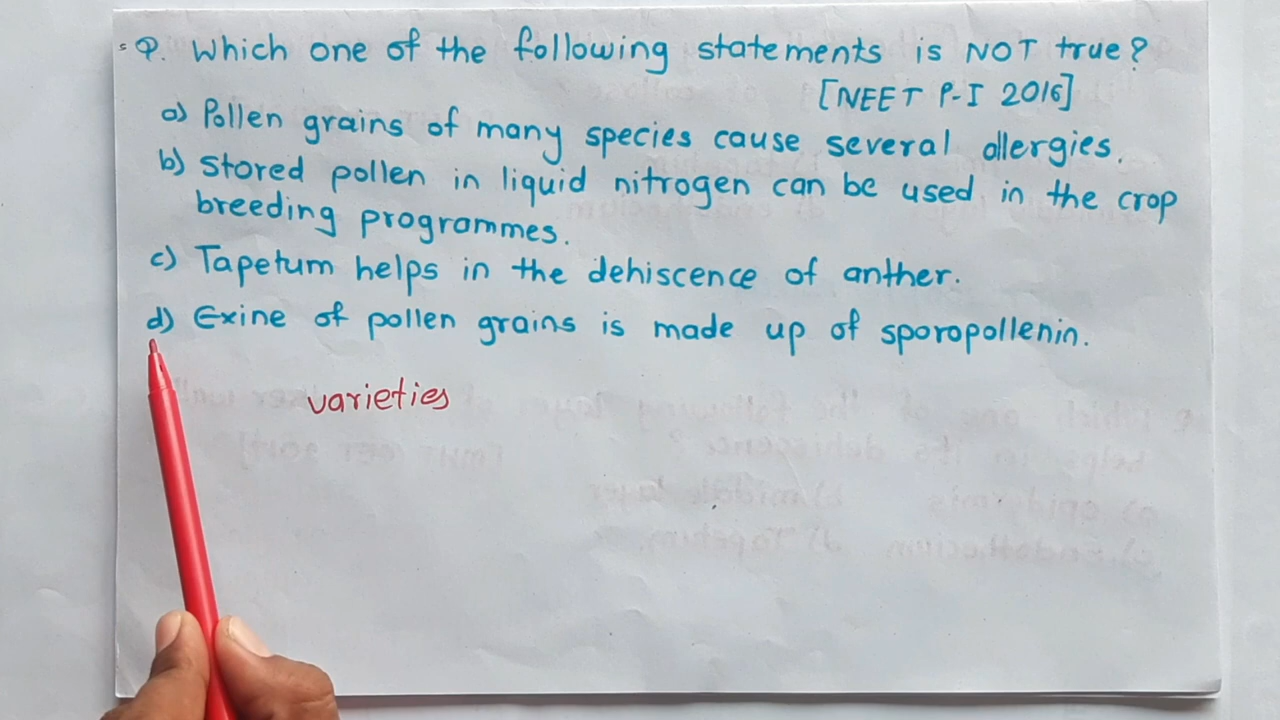 Q. Which one of the following statements is NOT true?
[NEET P-I 2016]
a) Pollen grains of many species cause several allergies.
b) Stored pollen in liquid nitrogen can be used in the crop
breeding programmes.
c) Tapetum helps in the dehiscence of anther.
d) Exine of pollen grains is made up of sporopollenin.
varieties